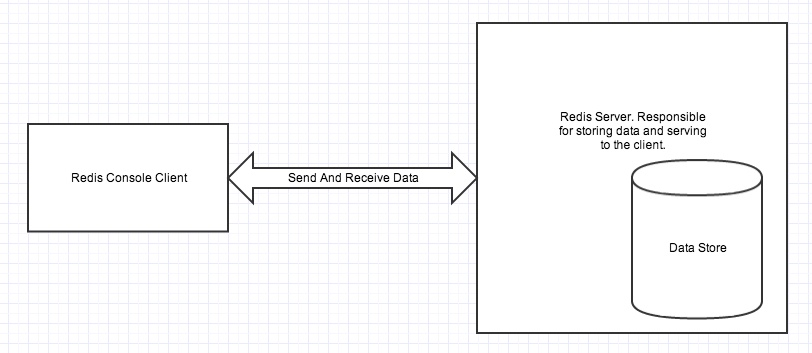 Redis Console Client
Send And Receive Data
Redis Server. Responsible
for storing data and serving
to the client.
Data Store